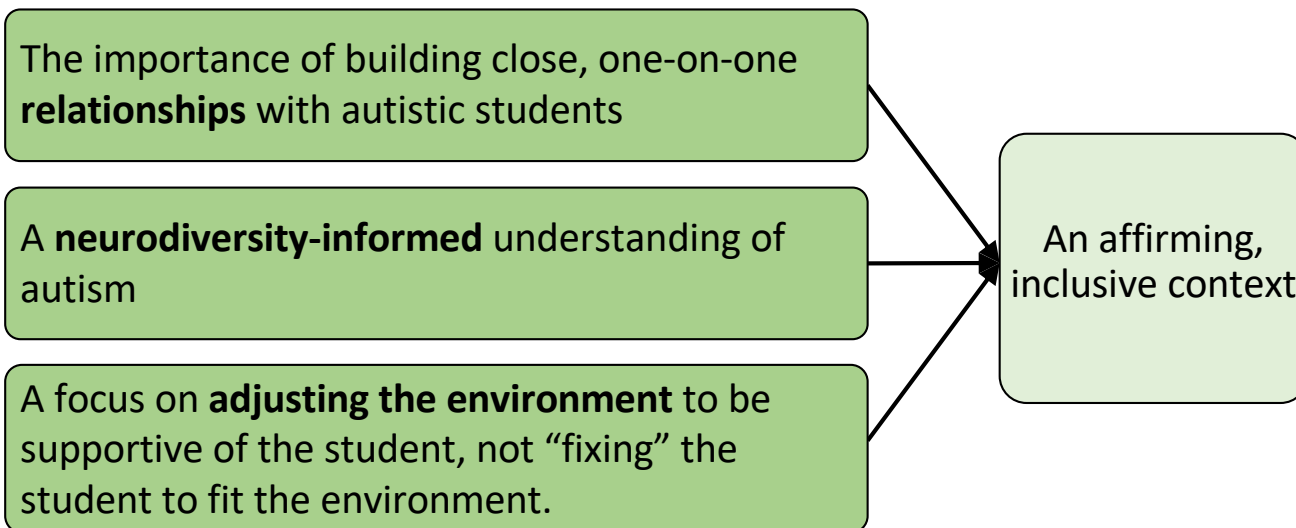 The importance of building close, one-on-one
relationships with autistic students
A neurodiversity-informed understanding of
autism
A focus on adjusting the environment to be
supportive of the student, not “fixing” the
student to fit the environment.
An affirming,
inclusive context